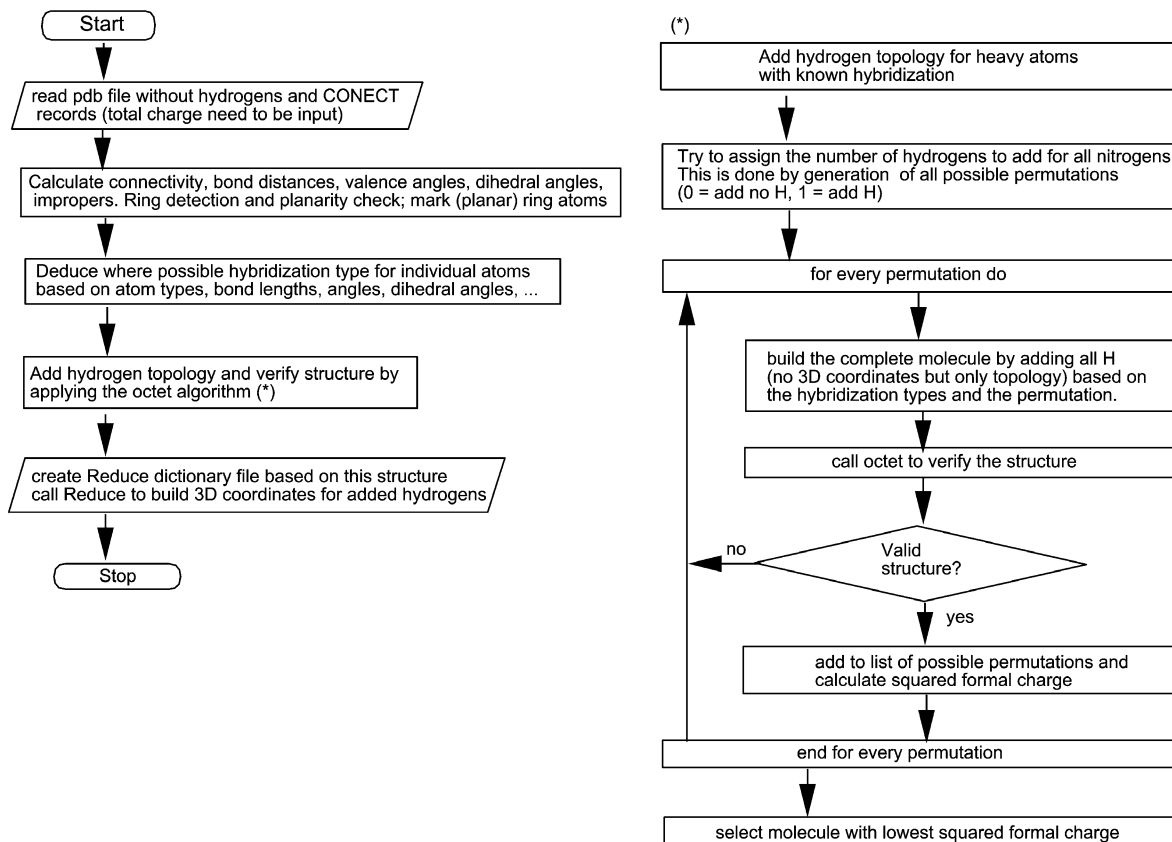 Start
read pdb file without hydrogens and CONECT
records (total charge need to be input)
Calculate connectivity, bond distances, valence angles, dihedral angles,
impropers. Ring detection and planarity check; mark (planar) ring atoms
Deduce where possible hybridization type for individual atoms
based on atom types, bond lengths, angles, dihedral angles, ...
Add hydrogen topology and verify structure by
applying the octet algorithm (*)
create Reduce dictionary file based on this structure
call Reduce to build 3D coordinates for added hydrogens
Stop
(*)
Add hydrogen topology for heavy atoms
with known hybridization
Try to assign the number of hydrogens to add for all nitrogens
This is done by generation of all possible permutations
(0 = add no H, 1 = add H)
for every permutation do
build the complete molecule by adding all H
(no 3D coordinates but only topology) based on
the hybridization types and the permutation.
call octet to verify the structure
Valid
structure?
no
yes
add to list of possible permutations and
calculate squared formal charge
end for every permutation
select molecule with lowest squared formal charge